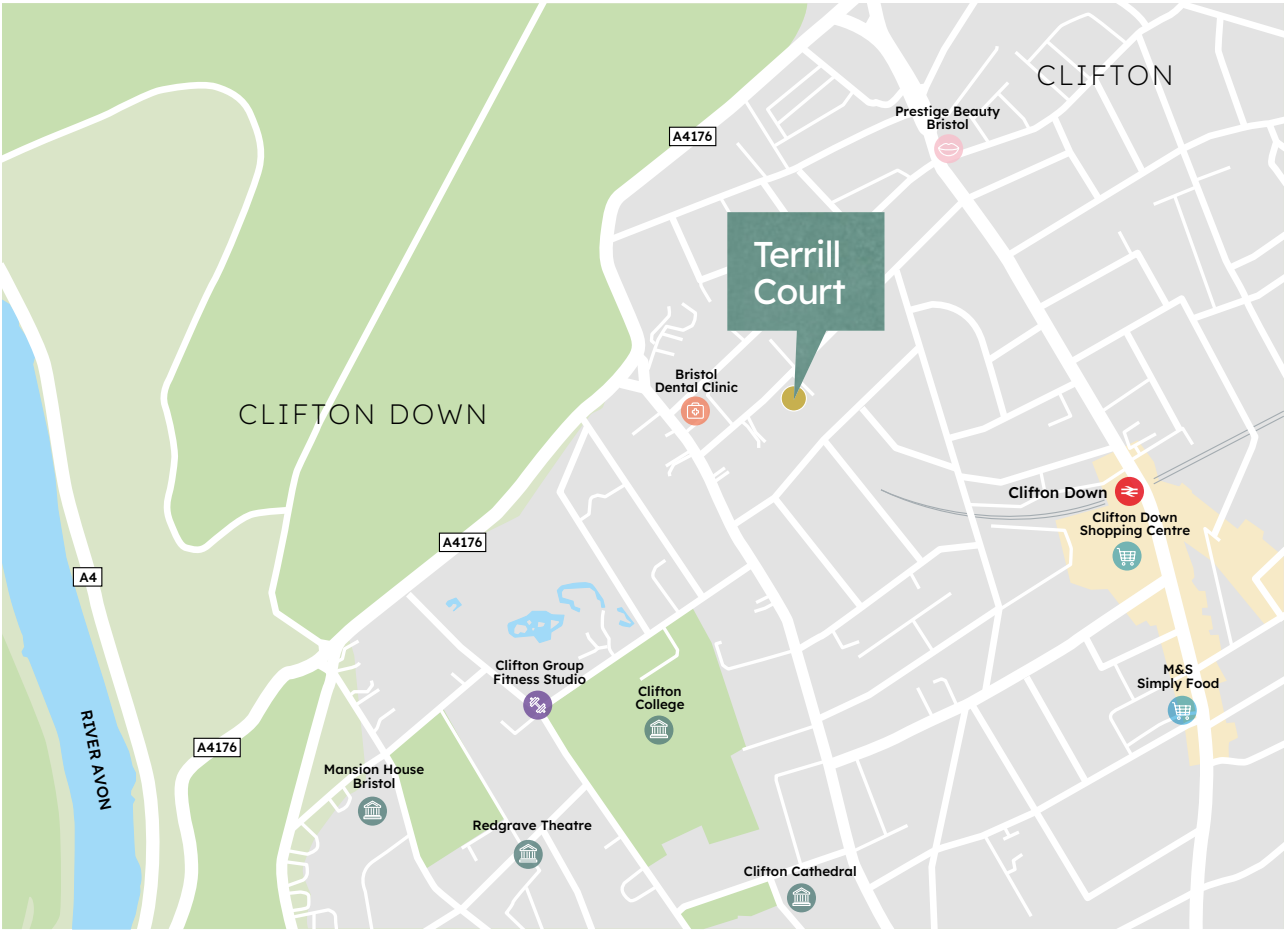 CLIFTON
Prestige Beauty
Bristol
A4176
Terrill
Court
Bristol
Dental Clinic
CLIFTON DOWN
Clifton Down
Clifton Down
Shopping Centre
A4176
A4
Clifton Group
Fitness Studio
M&S
Simply Food
Clifton
College
RIVER AVON
A4176
Mansion House
Bristol
Redgrave Theatre
Clifton Cathedral